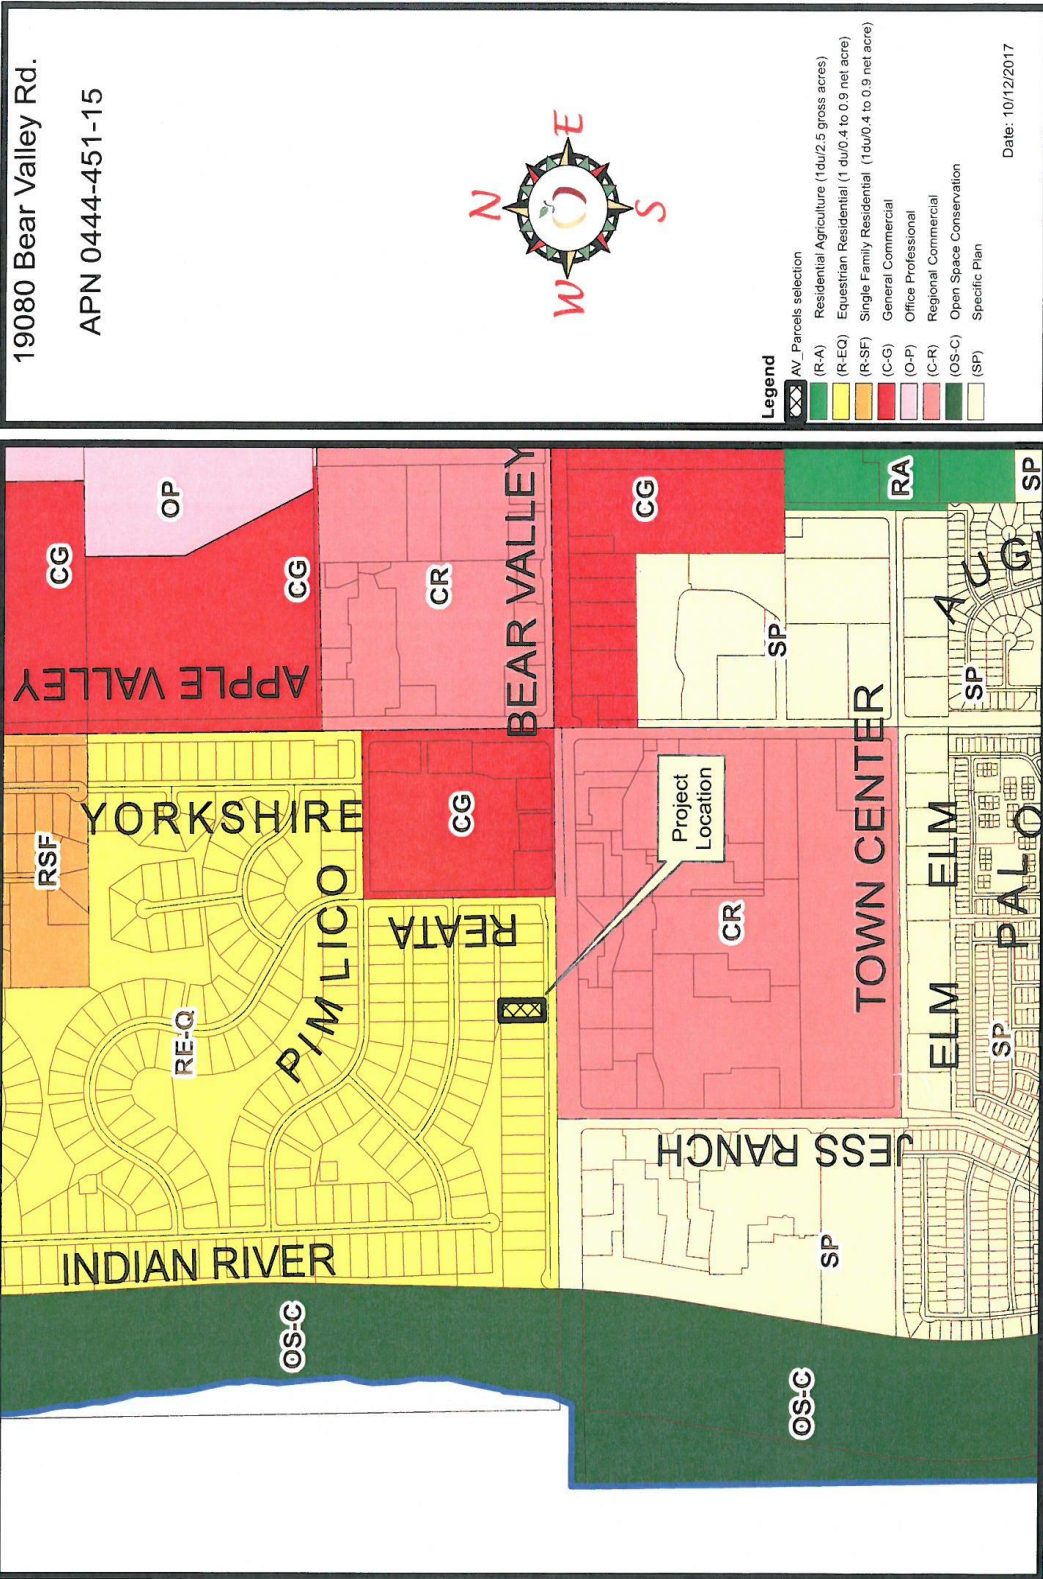 19080 Bear Valley Rd.
APN 0444-451-15
N
W
E
S
Legend
AV_Parcels selection
(R-A) Residential Agriculture (1du/2.5 gross acres)
(R-EQ) Equestrian Residential (1 du/0.4 to 0.9 net acre)
(R-SF) Single Family Residential (1du/0.4 to 0.9 net acre)
(C-G) General Commercial
(O-P) Office Professional
(C-R) Regional Commercial
(OS-C) Open Space Conservation
(SP) Specific Plan
Date: 10/12/2017
CG
OP
CG
APPLE VALLEY
CR
BEAR VALLEY
CG
SP
RA
SP
AUG
SP
RSF
YORKSHIRE
CG
PIMLICO
REATA
Project
Location
CR
TOWN CENTER
ELM
ELM
PALO
SP
RE-Q
INDIAN RIVER
JESS RANCH
SP
OS-C
OS-C